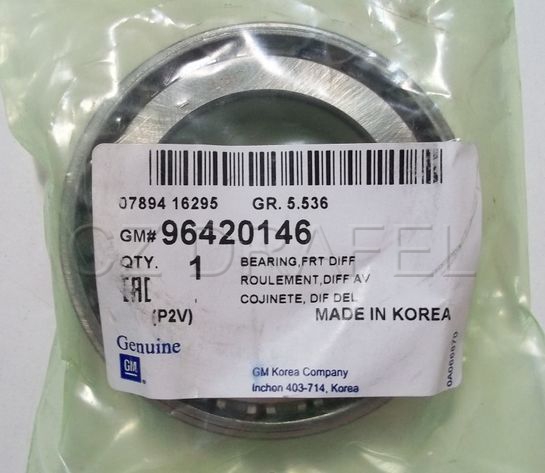 07894 16295 GR. 5.536
GM# 96420146
QTY. 1 BEARING,FRT DIFF
ROULEMENT,DIFF AV
EAC COJINETE, DIF DEL
(P2V) MADE IN KOREA
Genuine
GM
GM Korea Company
Inchon 403-714, Korea